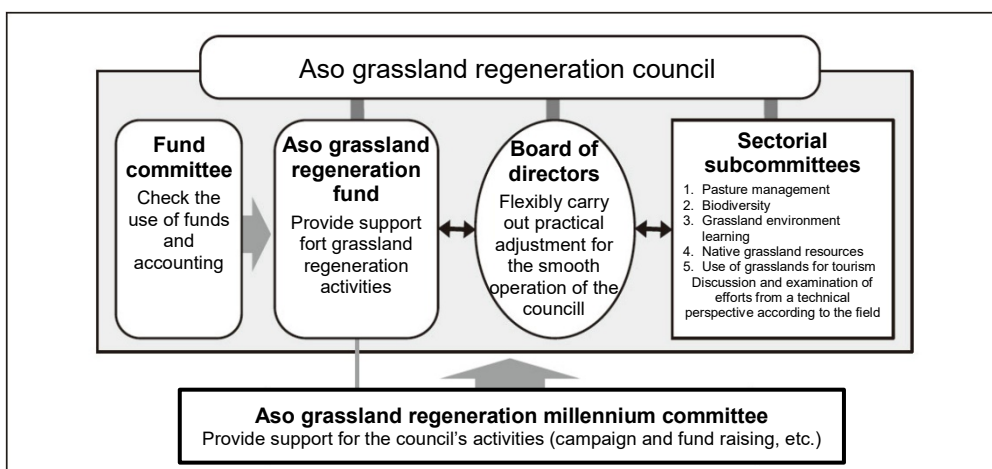 Aso grassland regeneration council
Fund
committee
Check the
use of funds
and
accounting
Aso grassland
regeneration
fund
Provide support
fort grassland
regeneration
activities
Board of
directors
Flexibly carry
out practical
adjustment for
the smooth
operation of the
councill
Sectorial
subcommittees
1. Pasture management
2. Biodiversity
3. Grassland environment
learning
4. Native grassland resources
5. Use of grasslands for tourism
Discussion and examination of
efforts from a technical
perspective according to the field
Aso grassland regeneration millennium committee
Provide support for the council’s activities (campaign and fund raising, etc.)